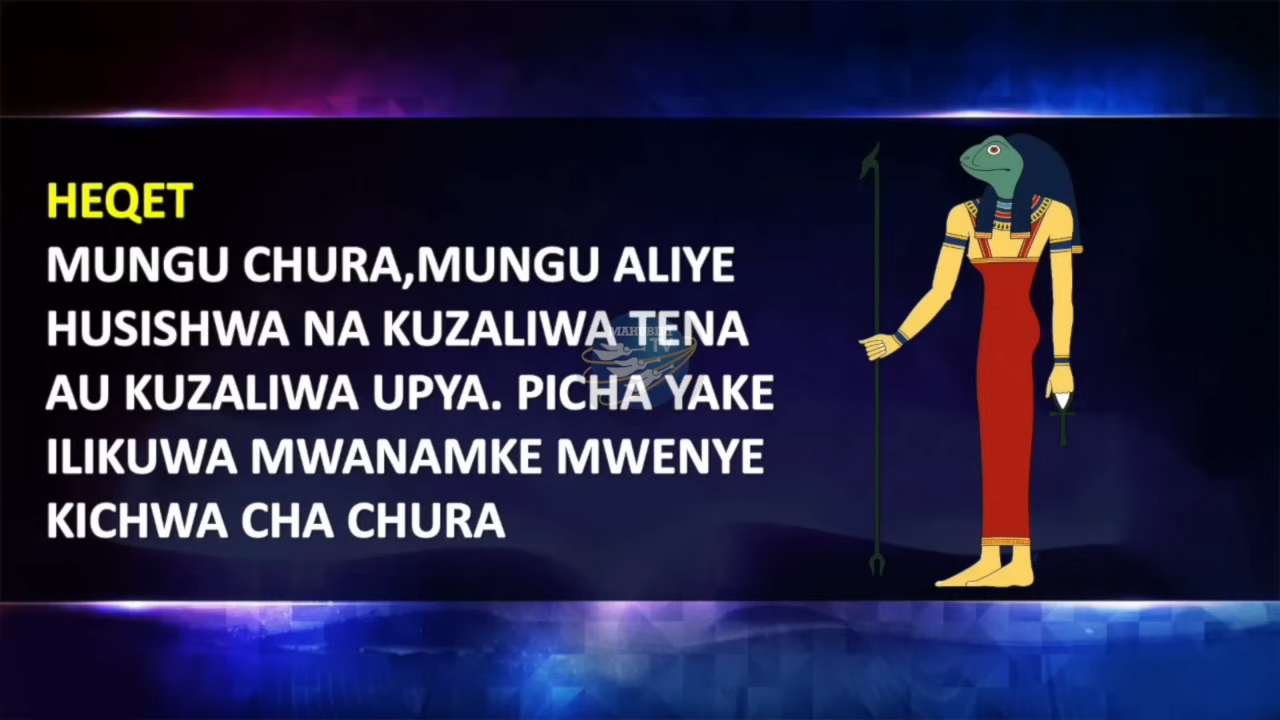 HEQET
MUNGU CHURA,MUNGU ALIYE
HUSISHWA NA KUZALIWA TENA
AU KUZALIWA UPYA. PICHA YAKE
ILIKUWA MWANAMKE MWENYE
KICHWA CHA CHURA
TV